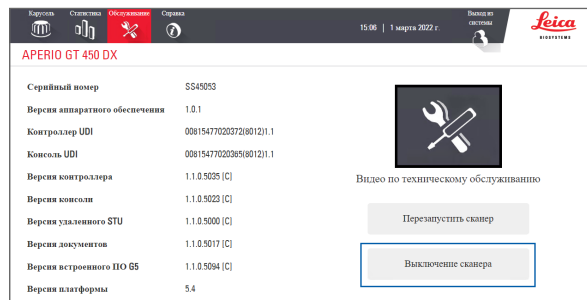 Карусель Статистика Обслуживание Справка
15:06 | 1 марта 2022 г.
Выход из системы
Leica
BIOSYSTEMS
APERIO GT 450 DX
Серийный номер SS45053
Версия аппаратного обеспечения 1.0.1
Контроллер UDI 00815477020372(8012)1.1
Консоль UDI 00815477020365(8012)1.1
Версия контроллера 1.1.0.5035 [C]
Версия консоли 1.1.0.5023 [C]
Версия удаленного STU 1.1.0.5000 [C]
Версия документов 1.1.0.5017 [C]
Версия встроенного ПО G5 1.1.0.5094 [C]
Версия платформы 5.4
Видео по техническому обслуживанию
Перезапустить сканер
Выключение сканера